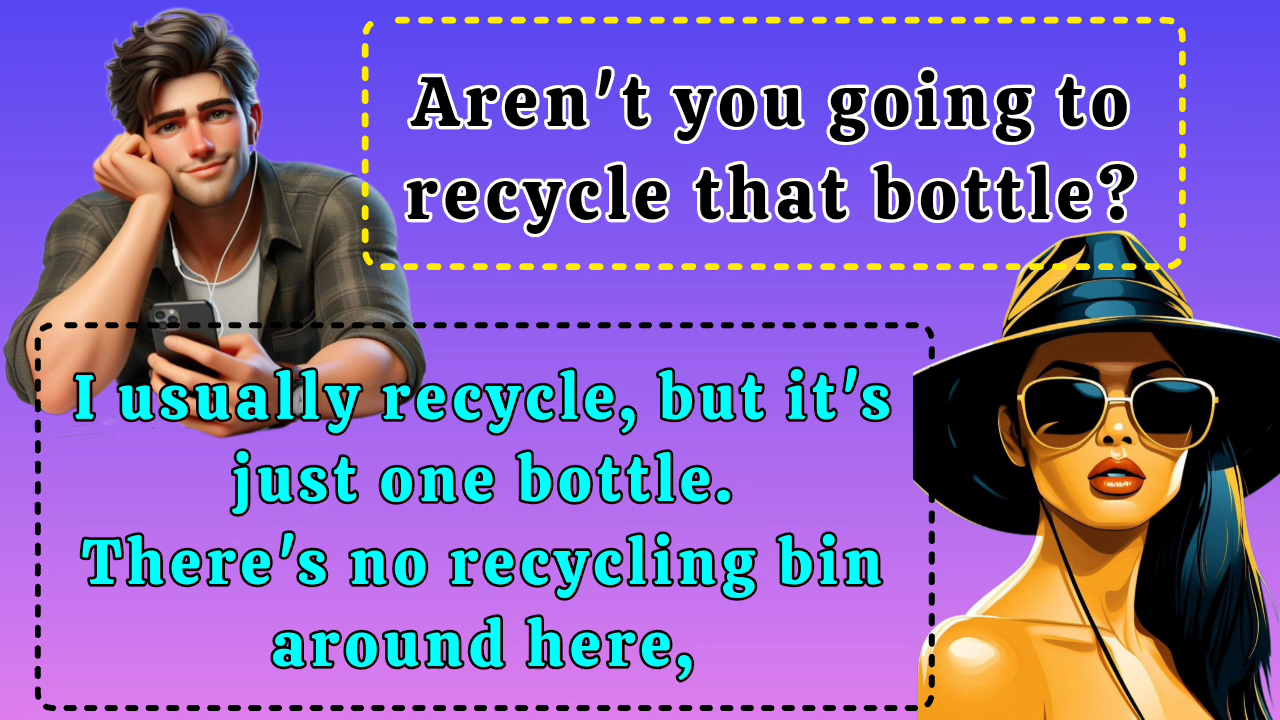 Aren't you going to
recycle that bottle?
I usually recycle, but it's
just one bottle.
There's no recycling bin
around here,